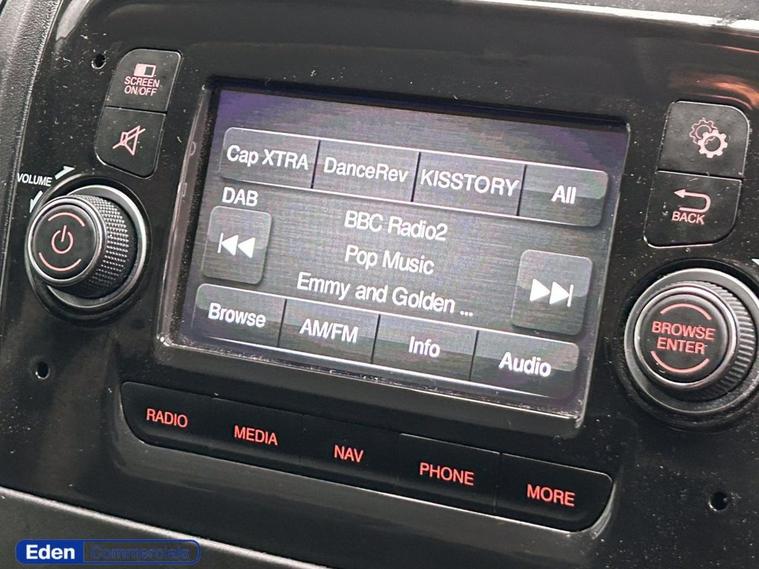 SCREEN
ON/OFF
VOLUME
Cap XTRA DanceRev KISSTORY All
DAB
BBC Radio2
Pop Music
Emmy and Golden ...
Browse AM/FM Info Audio
BACK
BROWSE
ENTER
RADIO MEDIA NAV PHONE MORE
Eden Commercials